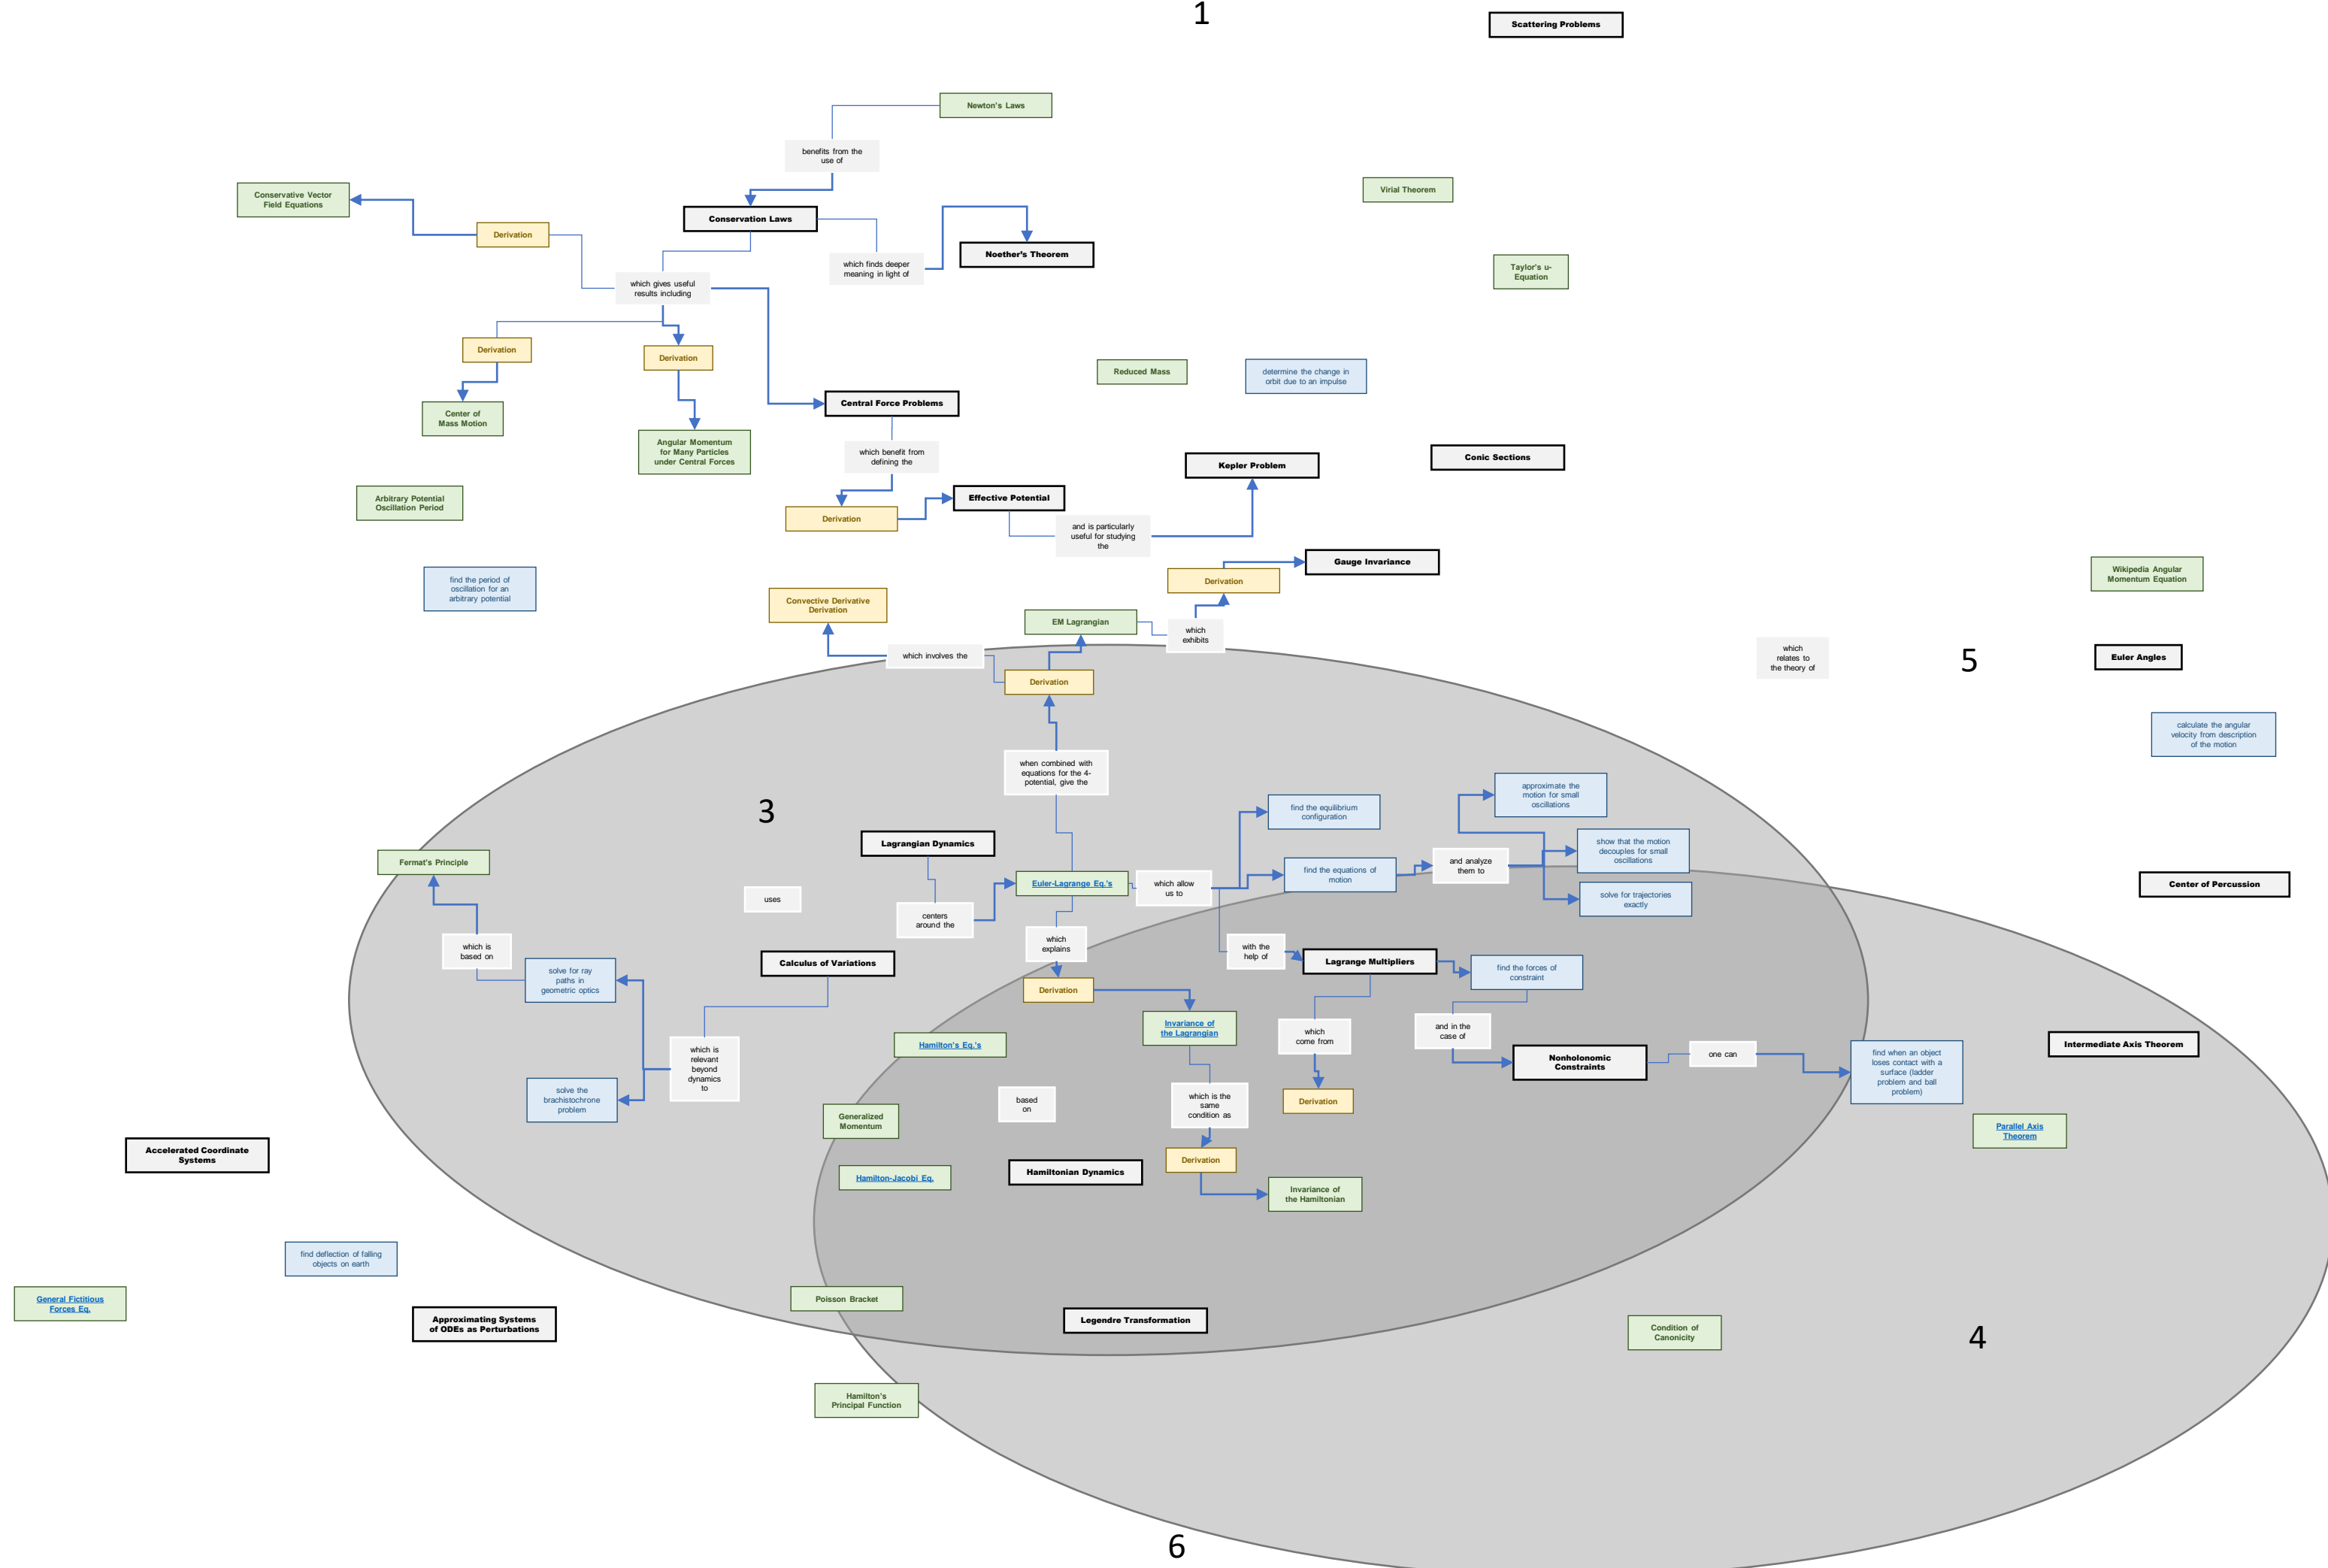 1
Scattering Problems
Newton's Laws
benefits from the
use of
Conservative Vector
Field Equations
Virial Theorem
Conservation Laws
Derivation
Noether's Theorem
which finds deeper
meaning in light of
Taylor's u-
Equation
which gives useful
results including
Derivation
Derivation
Reduced Mass
determine the change in
orbit due to an impulse
Central Force Problems
Center of
Mass Motion
Angular Momentum
for Many Particles
under Central Forces
which benefit from
defining the
Kepler Problem
Conic Sections
Arbitrary Potential
Oscillation Period
Effective Potential
Derivation
and is particularly
useful for studying
the
Gauge Invariance
find the period of
oscillation for an
arbitrary potential
Derivation
Wikipedia Angular
Momentum Equation
Convective Derivative
Derivation
EM Lagrangian
which
exhibits
which involves the
which
relates to
the theory of
5
Euler Angles
Derivation
calculate the angular
velocity from description
of the motion
when combined with
equations for the 4-
potential, give the
3
find the equilibrium
configuration
approximate the
motion for small
oscillations
Lagrangian Dynamics
show that the motion
decouples for small
oscillations
Fermat's Principle
and analyze
them to
find the equations of
motion
Euler-Lagrange Eq.'s
which allow
us to
Center of Percussion
uses
solve for trajectories
exactly
centers
around the
which is
based on
which
explains
with the
help of
Calculus of Variations
Lagrange Multipliers
find the forces of
constraint
solve for ray
paths in
geometric optics
Derivation
Invariance of
the Lagrangian
which
come from
and in the
case of
Hamilton's Eq.'s
Intermediate Axis Theorem
which is
relevant
beyond
dynamics
to
Nonholonomic
Constraints
one can
find when an object
loses contact with a
surface (ladder
problem and ball
problem)
solve the
brachistochrone
problem
based
on
which is the
same
condition as
Derivation
Generalized
Momentum
Parallel Axis
Theorem
Accelerated Coordinate
Systems
Derivation
Hamilton-Jacobi Eq.
Hamiltonian Dynamics
Invariance of
the Hamiltonian
find deflection of falling
objects on earth
General Fictitious
Forces Eq.
Poisson Bracket
Approximating Systems
of ODEs as Perturbations
Legendre Transformation
Condition of
Canonicity
4
Hamilton's
Principal Function
6